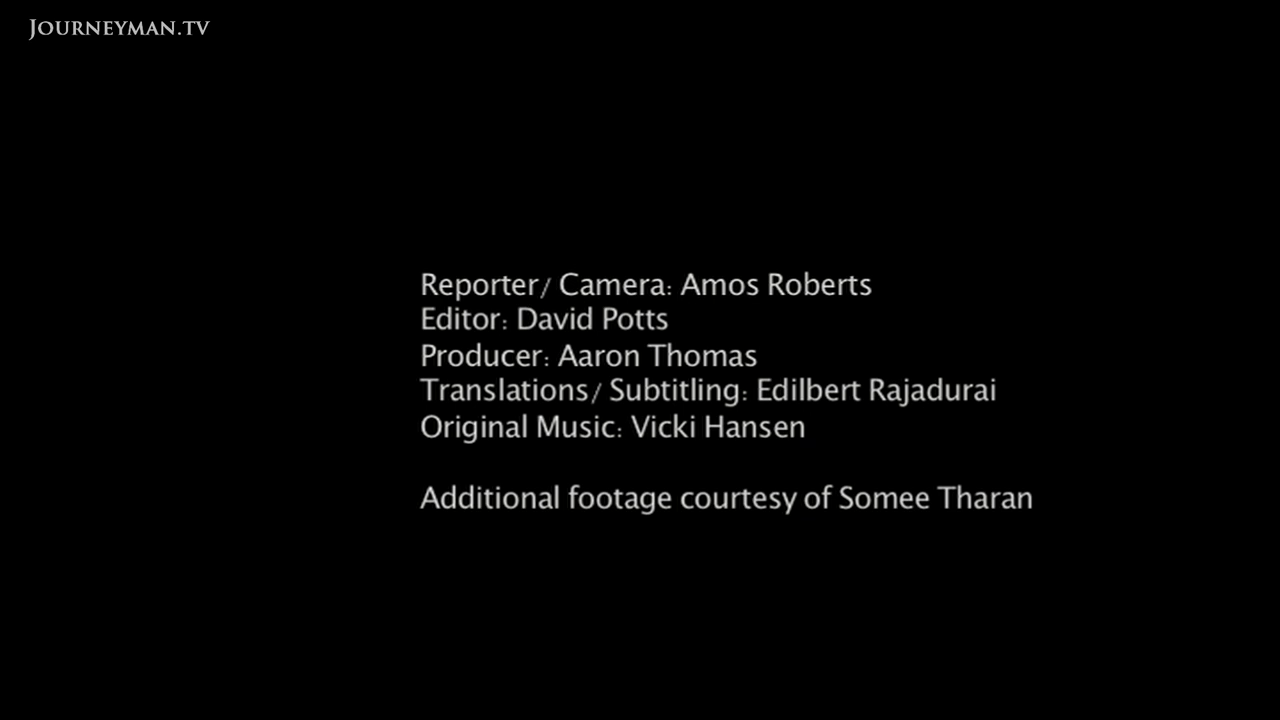 JOURNEYMAN.TV
Reporter/ Camera: Amos Roberts
Editor: David Potts
Producer: Aaron Thomas
Translations/ Subtitling: Edilbert Rajadurai
Original Music: Vicki Hansen
Additional footage courtesy of Somee Tharan